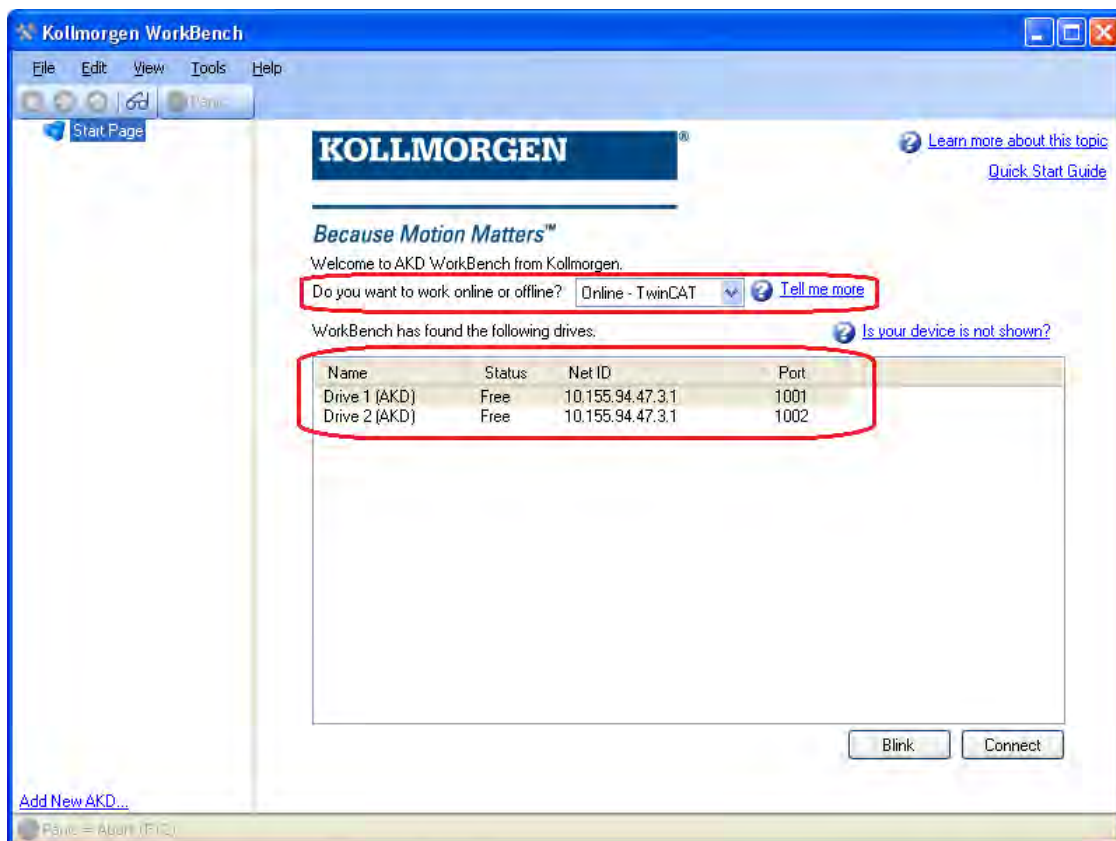 Kollmorgen WorkBench
File Edit View Tools Help
Panic
Start Page
KOLLMORGEN®
Learn more about this topic
Quick Start Guide
Because Motion Matters™
Welcome to AKD WorkBench from Kollmorgen.
Do you want to work online or offline? Online - TwinCAT Tell me more
WorkBench has found the following drives. Is your device is not shown?
Name Status Net ID Port
Drive 1 (AKD) Free 10.155.94.47.3.1 1001
Drive 2 (AKD) Free 10.155.94.47.3.1 1002
Blink Connect
Add New AKD...
Panic = Abort (F12)